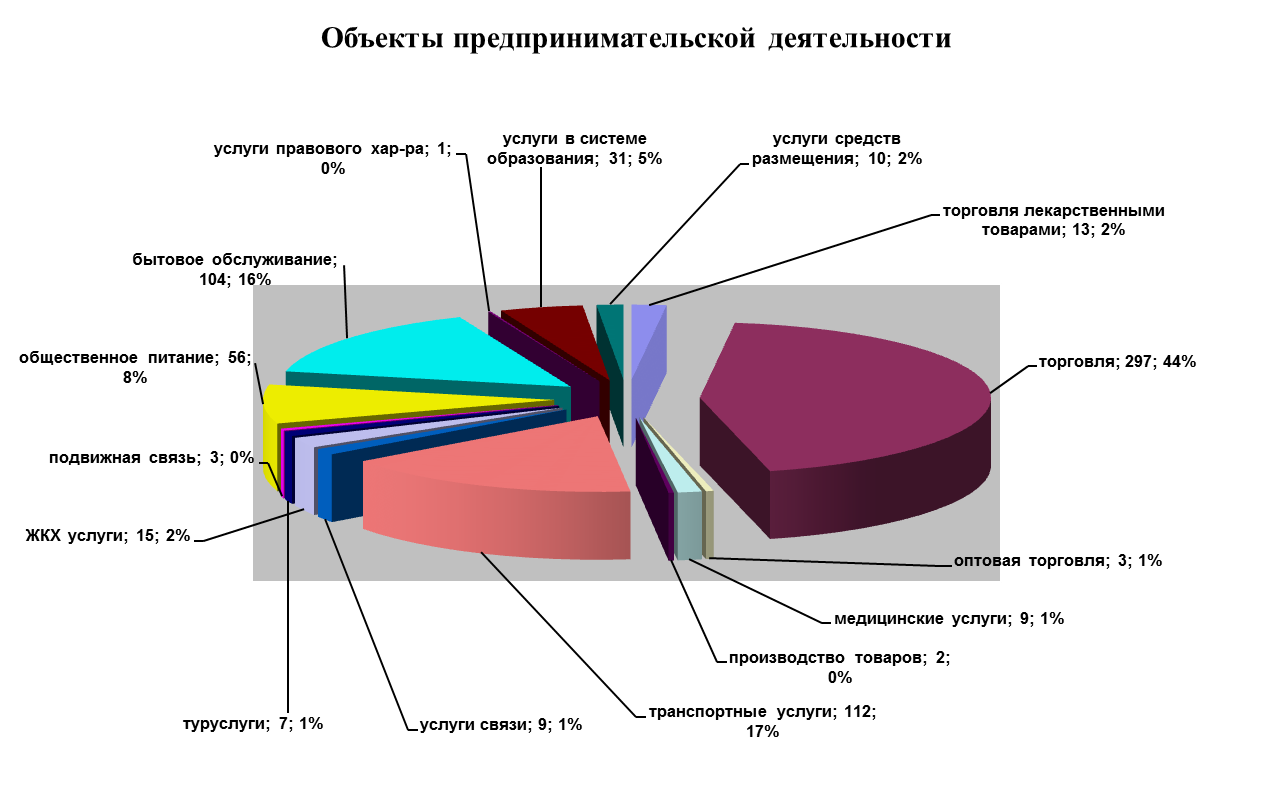 Объекты предпринимательской деятельности
услуги правового хар-ра; 1;
0%
услуги в системе
образования; 31; 5%
услуги средств
размещения; 10; 2%
торговля лекарственными
товарами; 13; 2%
бытовое обслуживание;
104; 16%
общественное питание; 56;
8%
торговля; 297; 44%
подвижная связь; 3; 0%
ЖКХ услуги; 15; 2%
оптовая торговля; 3; 1%
медицинские услуги; 9; 1%
производство товаров; 2;
0%
транспортные услуги; 112;
17%
туруслуги; 7; 1%
услуги связи; 9; 1%